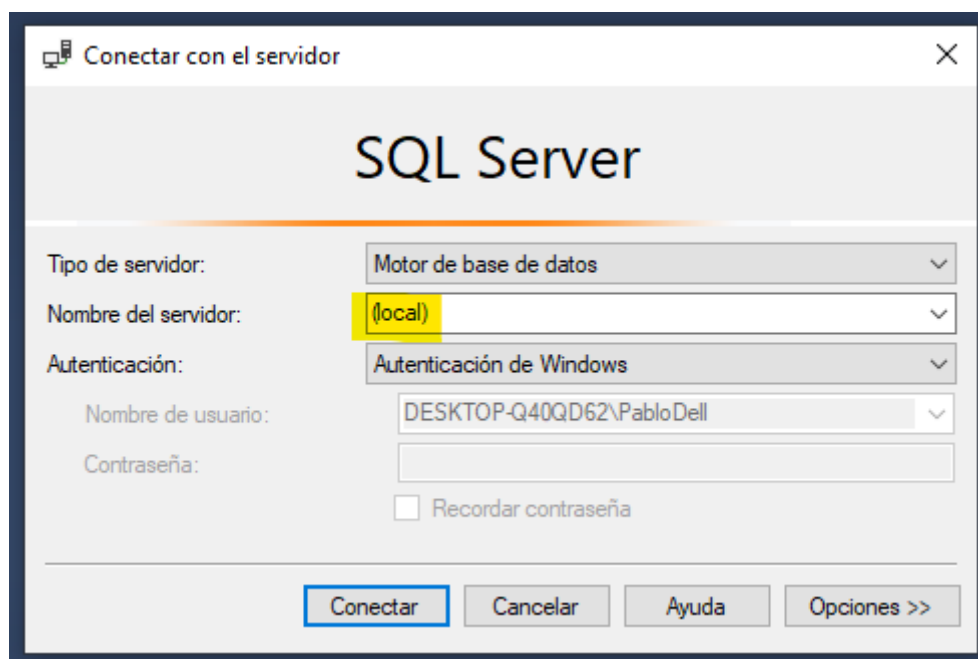 Conectar con el servidor
SQL Server
Tipo de servidor: Motor de base de datos
Nombre del servidor: (local)
Autenticación: Autenticación de Windows
Nombre de usuario: DESKTOP-Q40QD62\PabloDell
Contraseña:
Recordar contraseña
Conectar Cancelar Ayuda Opciones >>